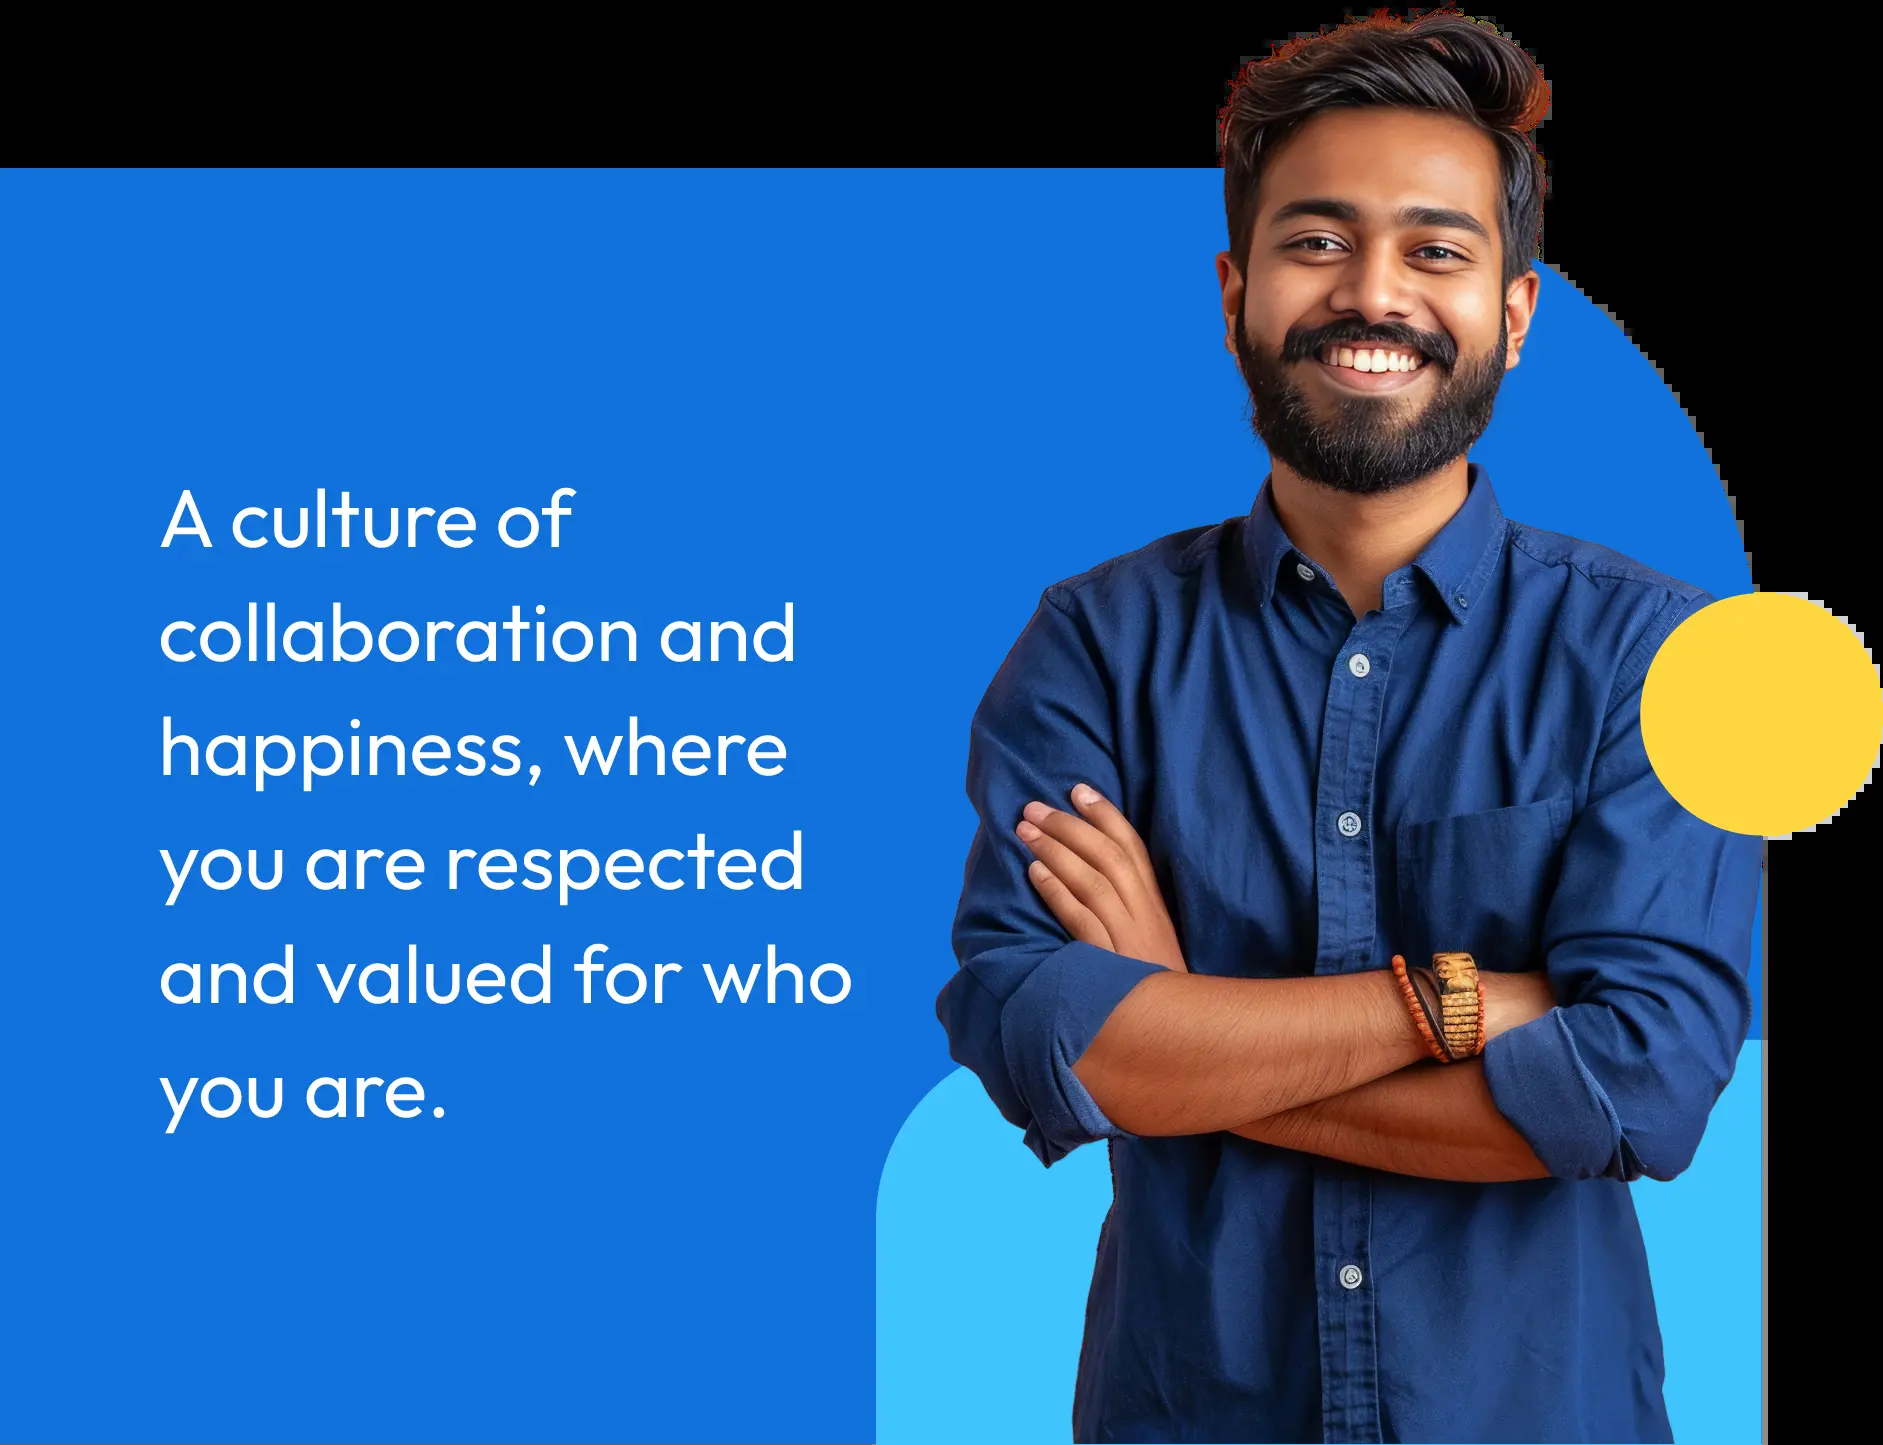 A culture of
collaboration and
happiness, where
you are respected
and valued for who
you are.